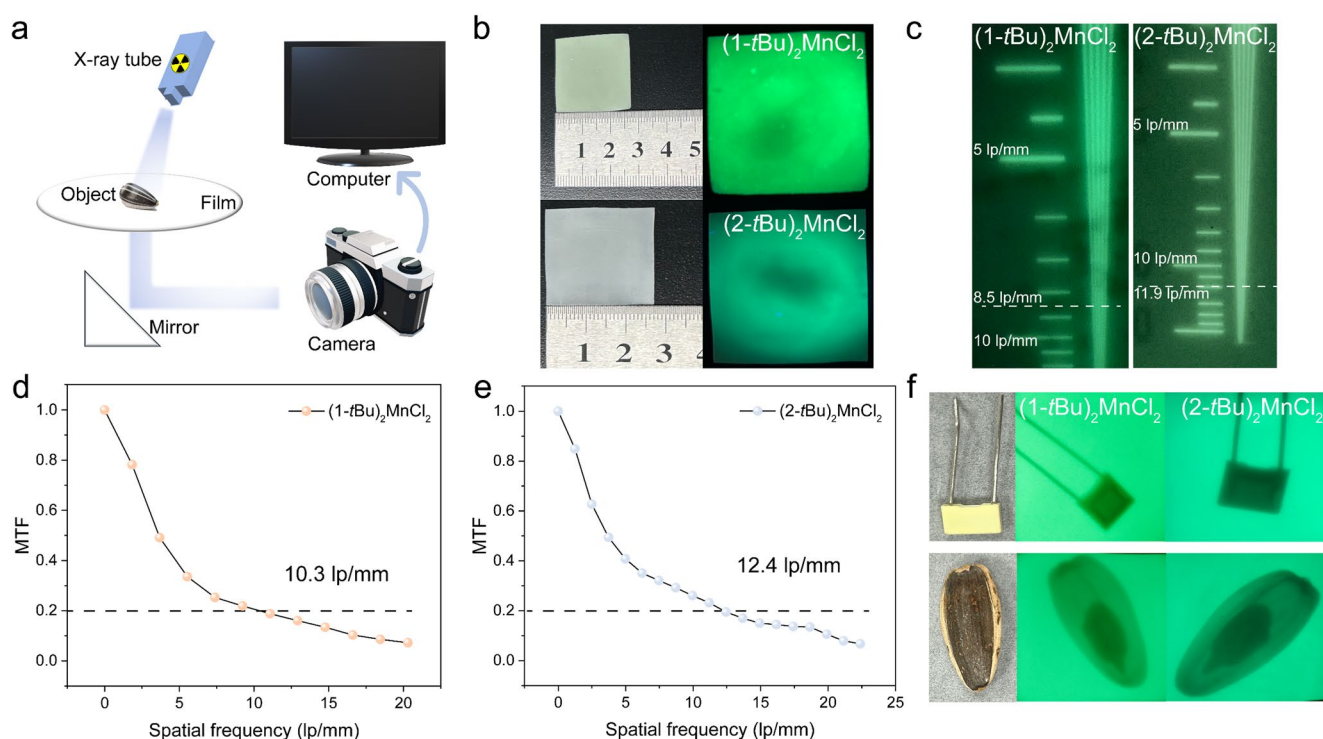 a
X-ray tube
Object
Film
Mirror
Computer
Camera
b
(1-tBu)₂MnCl₂
1 2 3 4 5
(2-tBu)₂MnCl₂
1 2 3
c
(1-tBu)₂MnCl₂
5 lp/mm
8.5 lp/mm
10 lp/mm
(2-tBu)₂MnCl₂
5 lp/mm
10 lp/mm
11.9 lp/mm
d
(1-tBu)₂MnCl₂
10.3 lp/mm
MTF
1.0
0.8
0.6
0.4
0.2
0.0
0 5 10 15 20
Spatial frequency (lp/mm)
e
(2-tBu)₂MnCl₂
12.4 lp/mm
MTF
1.0
0.8
0.6
0.4
0.2
0.0
0 5 10 15 20 25
Spatial frequency (lp/mm)
f
(1-tBu)₂MnCl₂
(2-tBu)₂MnCl₂